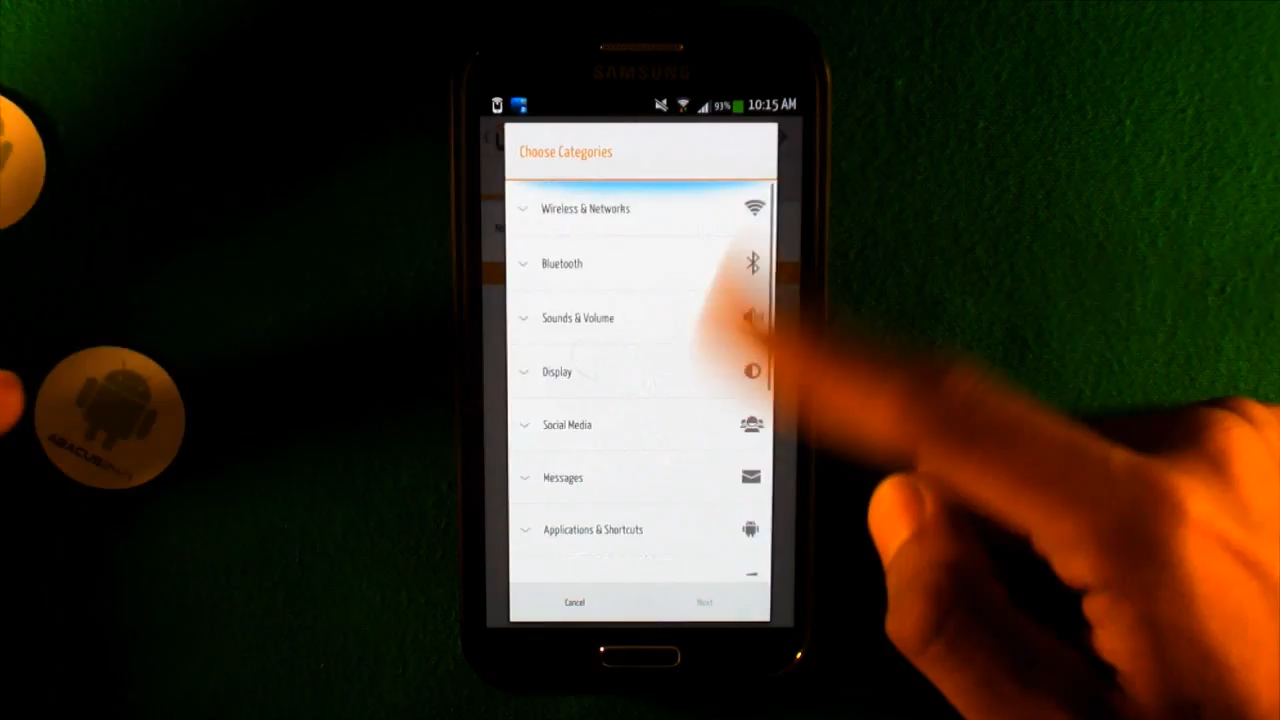 SAMSUNG
93% 10:15 AM
Choose Categories
Wireless & Networks
Bluetooth
Sounds & Volume
Display
Social Media
Messages
Applications & Shortcuts
Cancel Next